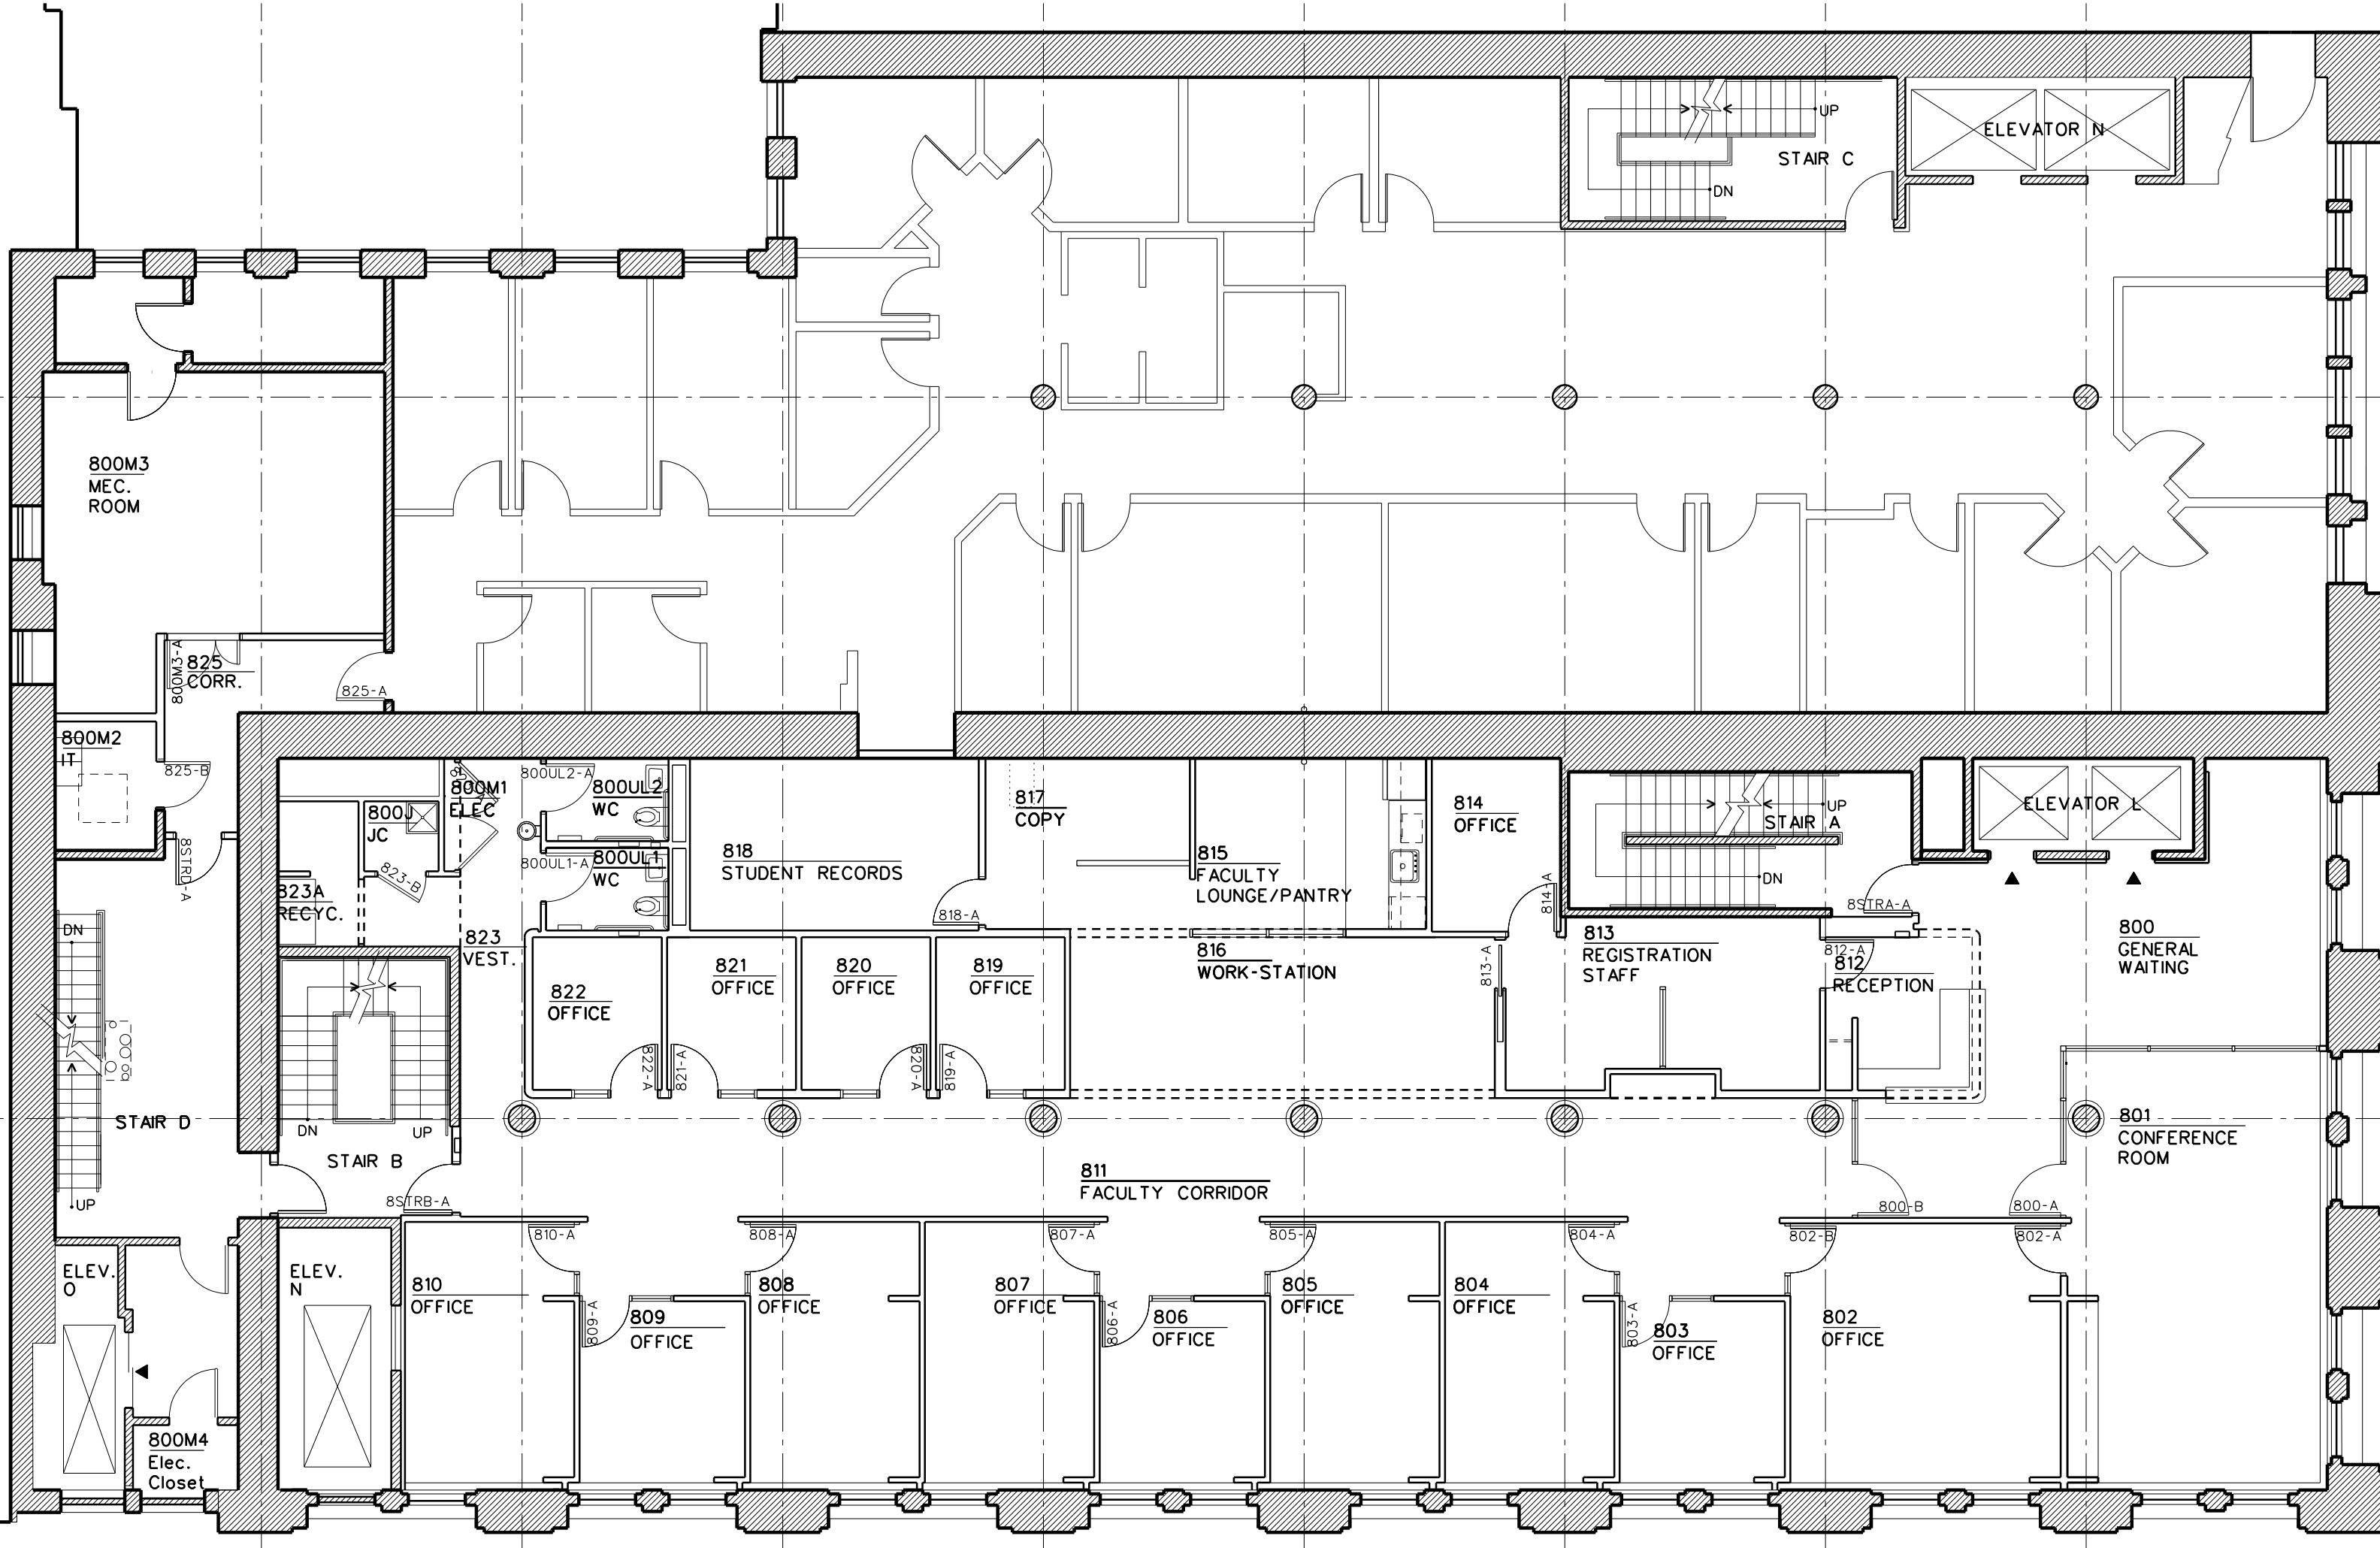 UP
STAIR C
DN
ELEVATOR N
800M3
MEC.
ROOM
800M3-A
825
CORR.
825-A
800M2
IT
825-B
8STRD-A
DN
STAIR D
UP
800J
JC
823-B
823A
RECYC.
800M1
ELEC
823
VEST.
800UL2-A
800UL2
WC
800UL1-A
800UL1
WC
818
STUDENT RECORDS
818-A
817
COPY
815
FACULTY
LOUNGE/PANTRY
816
WORK-STATION
814
OFFICE
814-A
UP
STAIR A
DN
8STRA-A
ELEVATOR L
813-A
813
REGISTRATION
STAFF
812-A
812
RECEPTION
800
GENERAL
WAITING
822
OFFICE
822-A
821
OFFICE
821-A
820
OFFICE
820-A
819
OFFICE
819-A
DN
UP
STAIR B
8STRB-A
811
FACULTY CORRIDOR
800-B
800-A
801
CONFERENCE
ROOM
ELEV.
O
ELEV.
N
800M4
Elec.
Closet
810-A
810
OFFICE
809-A
809
OFFICE
808-A
808
OFFICE
807-A
807
OFFICE
806-A
806
OFFICE
805-A
805
OFFICE
804-A
804
OFFICE
803-A
803
OFFICE
802-B
802-A
802
OFFICE